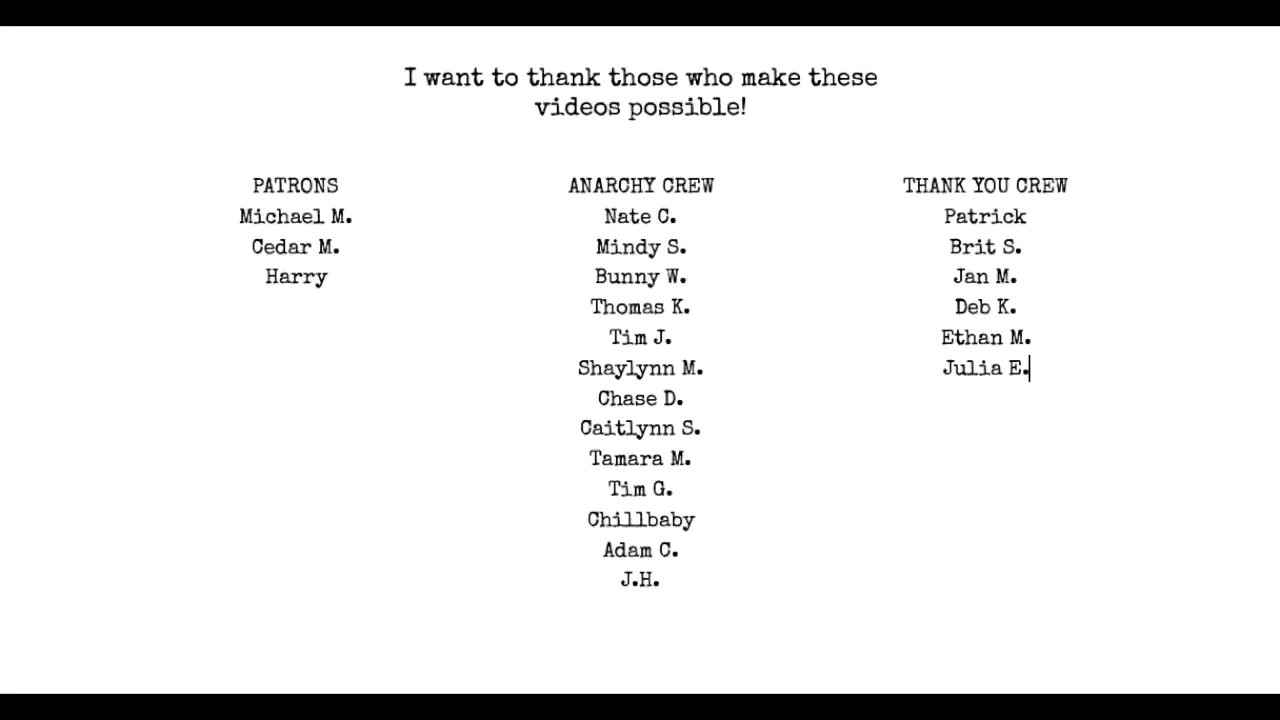 I want to thank those who make these
videos possible!
PATRONS
Michael M.
Cedar M.
Harry
ANARCHY CREW
Nate C.
Mindy S.
Bunny W.
Thomas K.
Tim J.
Shaylynn M.
Chase D.
Caitlynn S.
Tamara M.
Tim G.
Chillbaby
Adam C.
J.H.
THANK YOU CREW
Patrick
Brit S.
Jan M.
Deb K.
Ethan M.
Julia E.